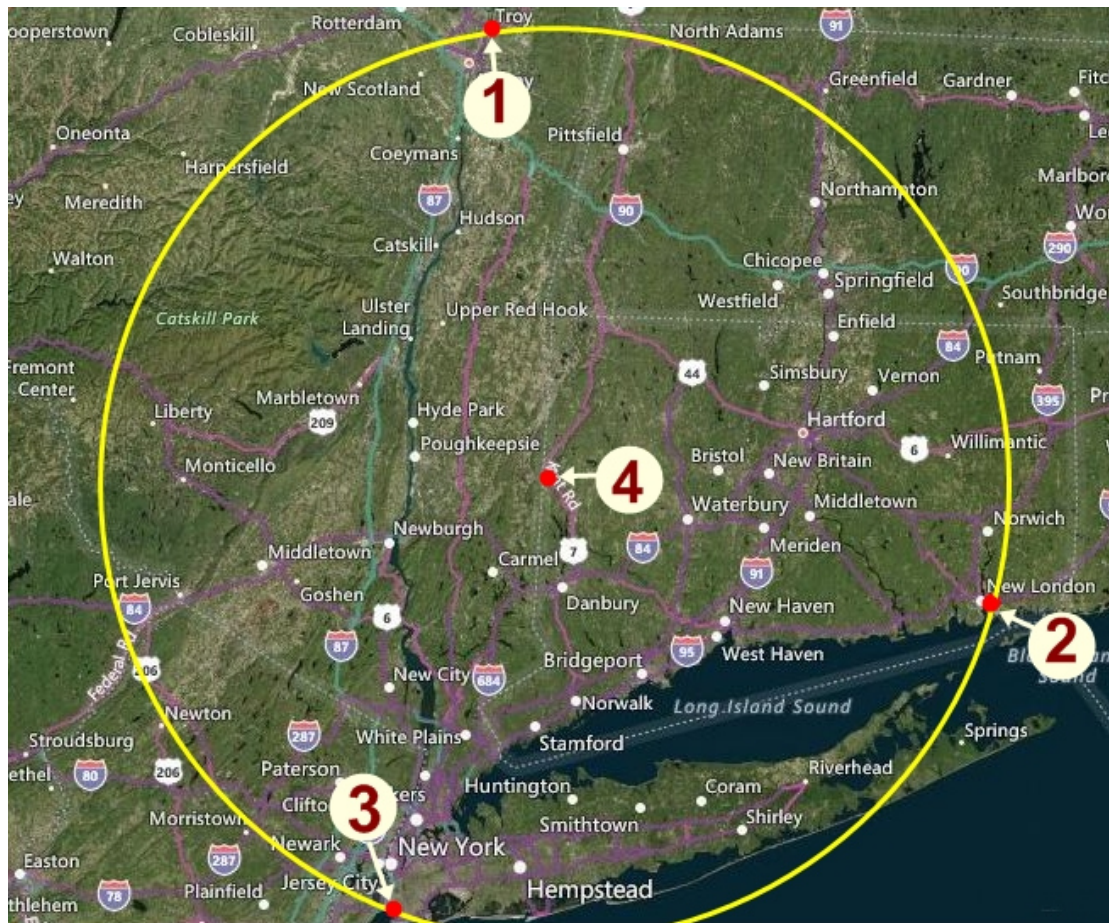 Troy
Rotterdam
Cobleskill
North Adams
91
Greenfield
Gardner
New Scotland
1
Pittsfield
Oneonta
Coeymans
Harpersfield
Meredith
87
Northampton
90
Hudson
Catskill
Walton
290
Chicopee
Springfield
90
Westfield
Southbridge
Ulster
Landing
Upper Red Hook
Catskill Park
Enfield
84
Putnam
44
Simsbury
Vernon
Center
Marbletown
395
Liberty
209
Hyde Park
Hartford
Poughkeepsie
6
Willimantic
Monticello
Bristol
New Britain
4
Waterbury
Middletown
Newburgh
Norwich
7
84
Meriden
Middletown
Carmel
Port Jervis
91
New London
84
Goshen
Danbury
6
New Haven
2
87
95
West Haven
Federal Rd
206
New City
684
Bridgeport
Norwalk
Long Island Sound
Sound
Newton
287
White Plains
Stamford
Springs
Stroudsburg
80
206
Paterson
Huntington
Riverhead
Coram
3
Smithtown
Shirley
Morristown
Newark
New York
287
Easton
Jersey City
Hempstead
78
Plainfield